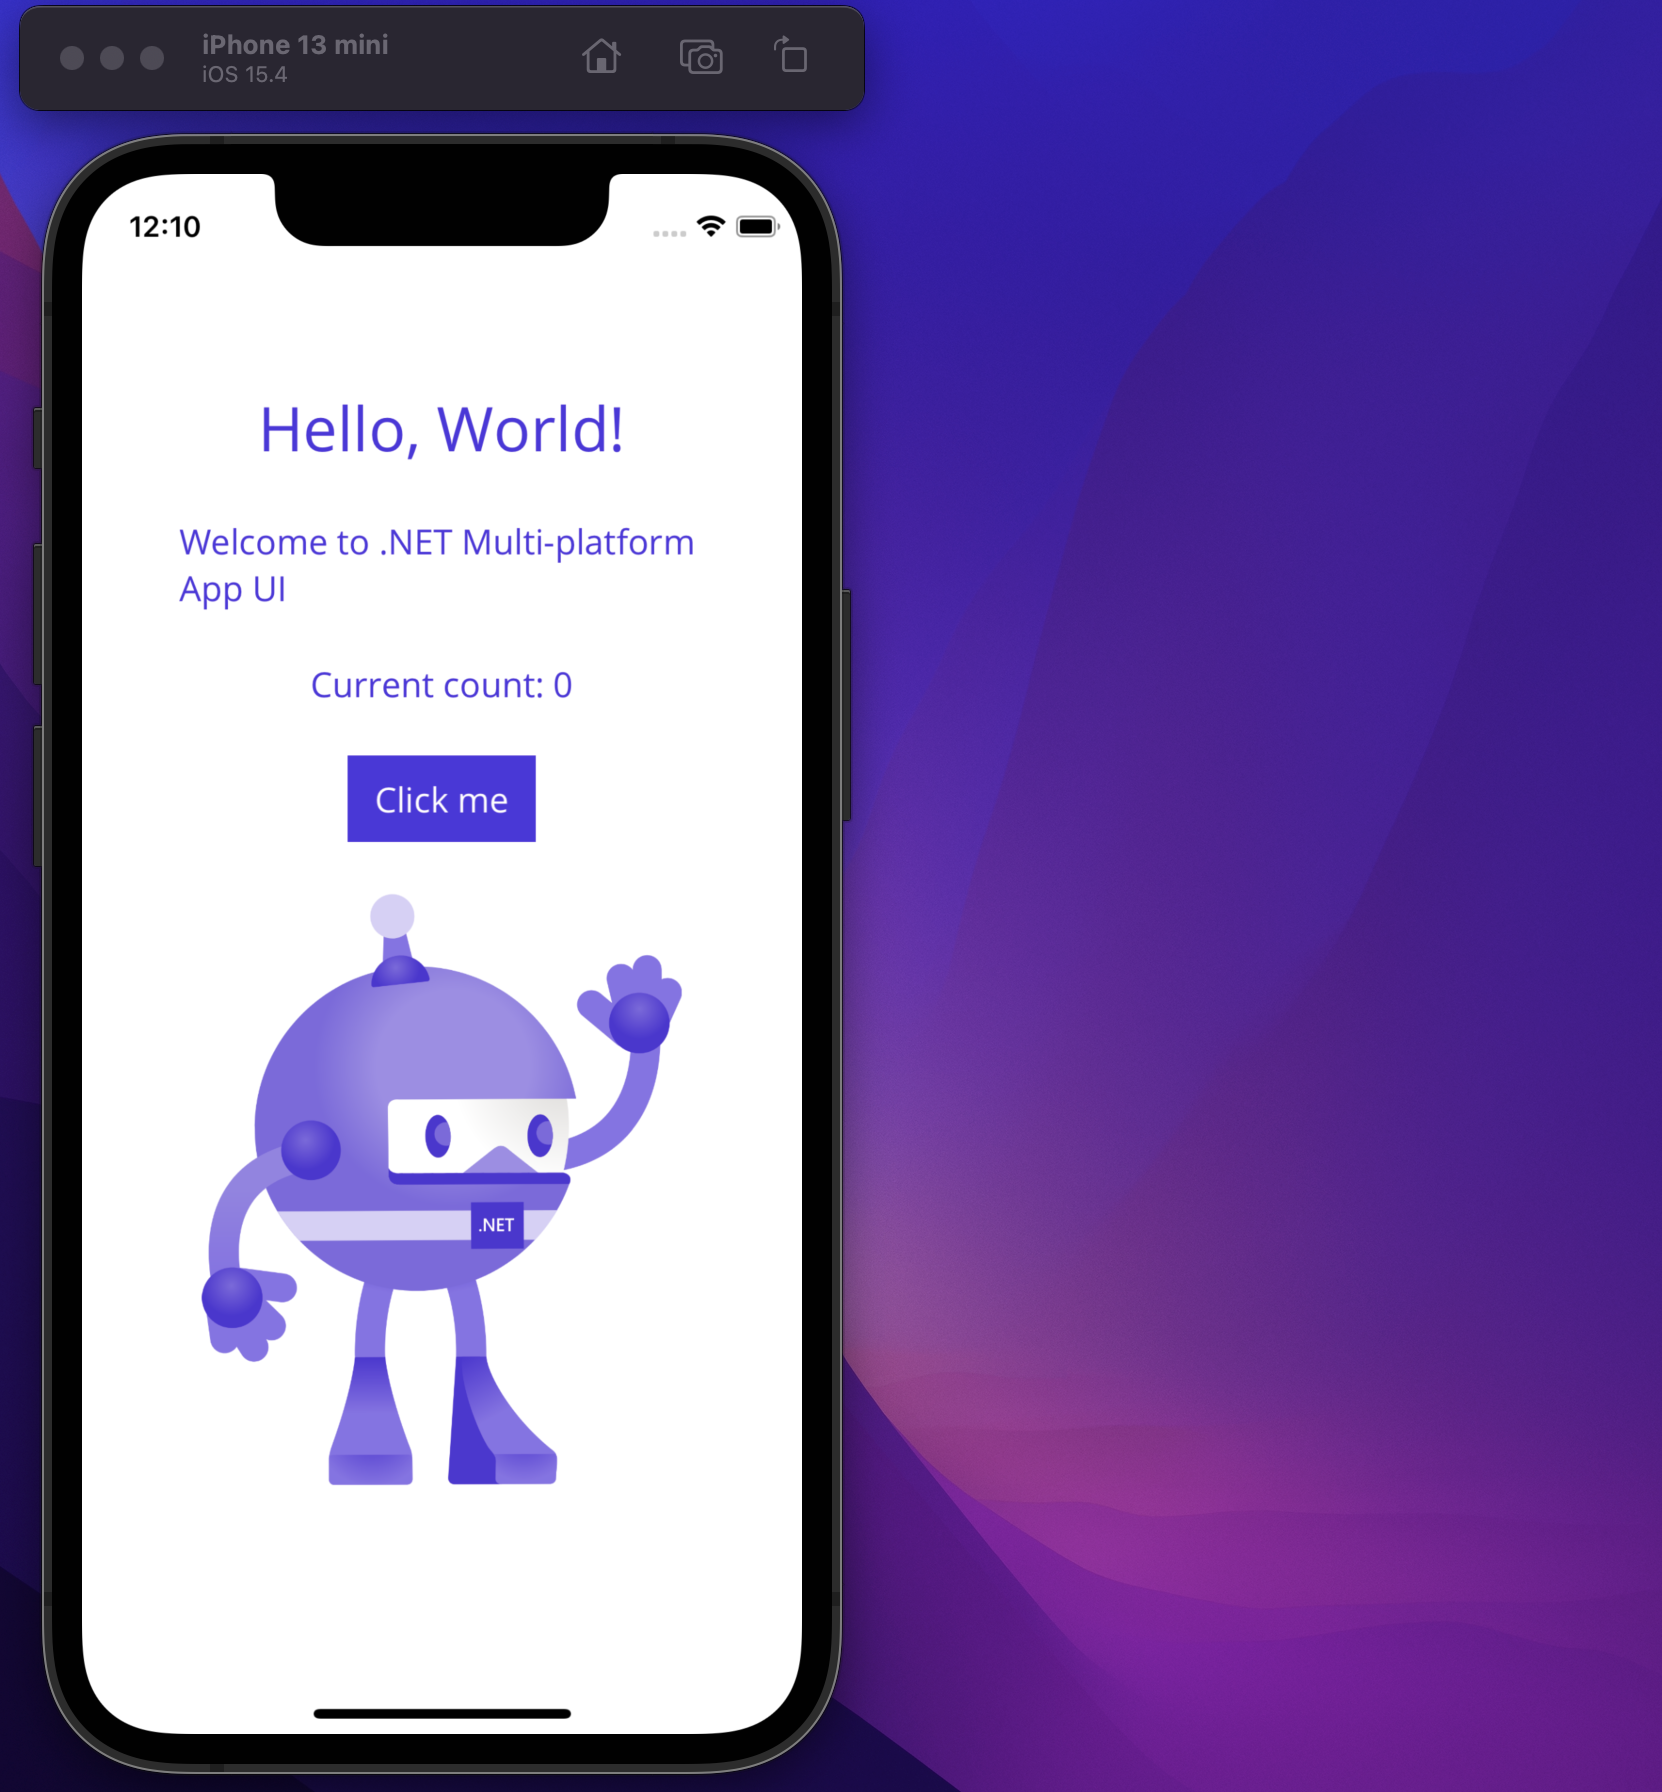 iPhone 13 mini
iOS 15.4
12:10
Hello, World!
Welcome to .NET Multi-platform
App UI
Current count: 0
Click me
.NET